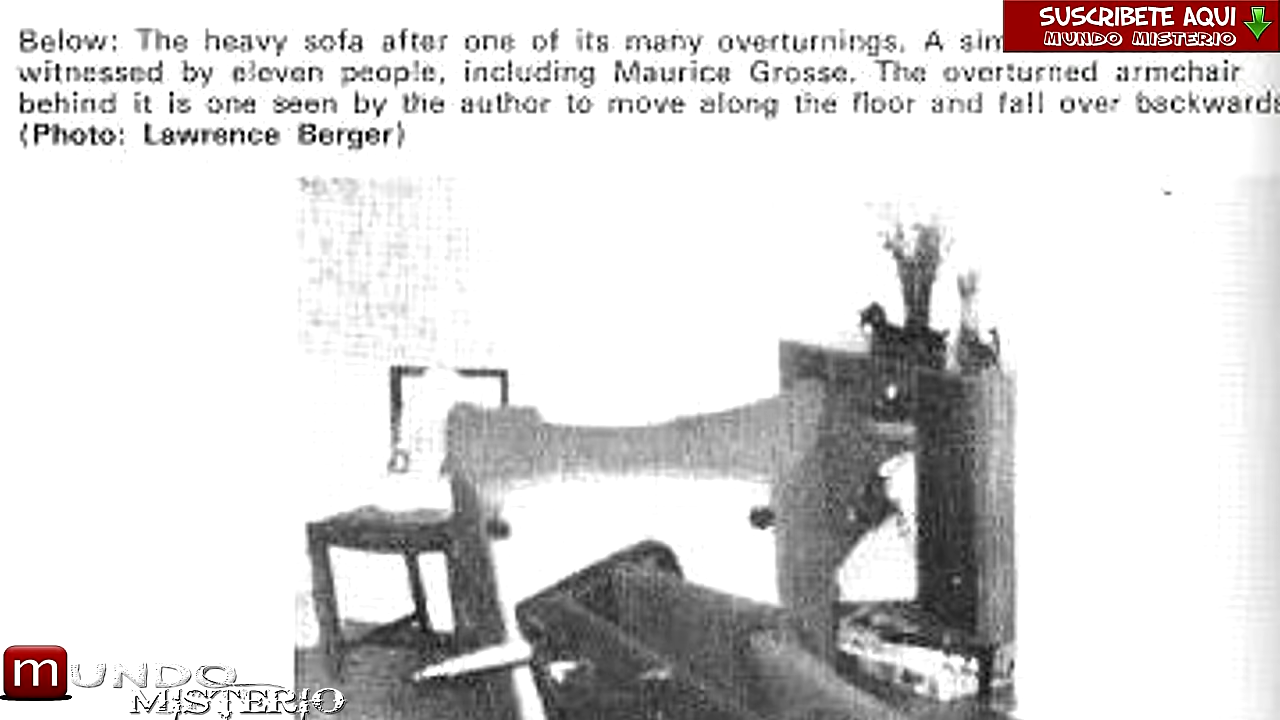 SUSCRIBETE AQUI
MUNDO MISTERIO
Below: The heavy sofa after one of its many overturnings. A
witnessed by eleven people, including Maurice Grosse. The overturned armchair
behind it is one seen by the author to move along the floor and fall over backwards
(Photo: Lawrence Berger)
MUNDO
MISTERIO